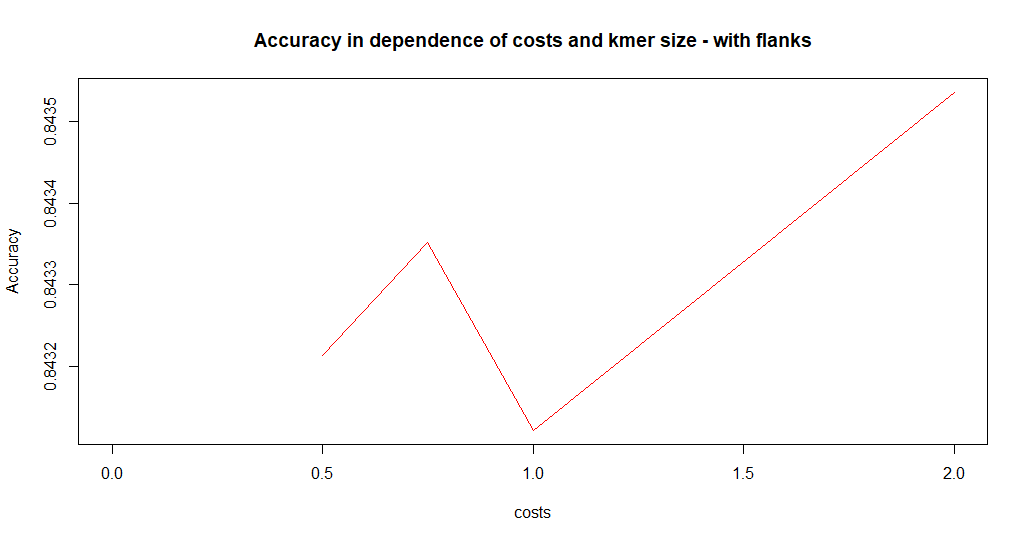 Accuracy in dependence of costs and kmer size - with flanks
Accuracy
0.8435
0.8434
0.8433
0.8432
0.0 0.5 1.0 1.5 2.0
costs